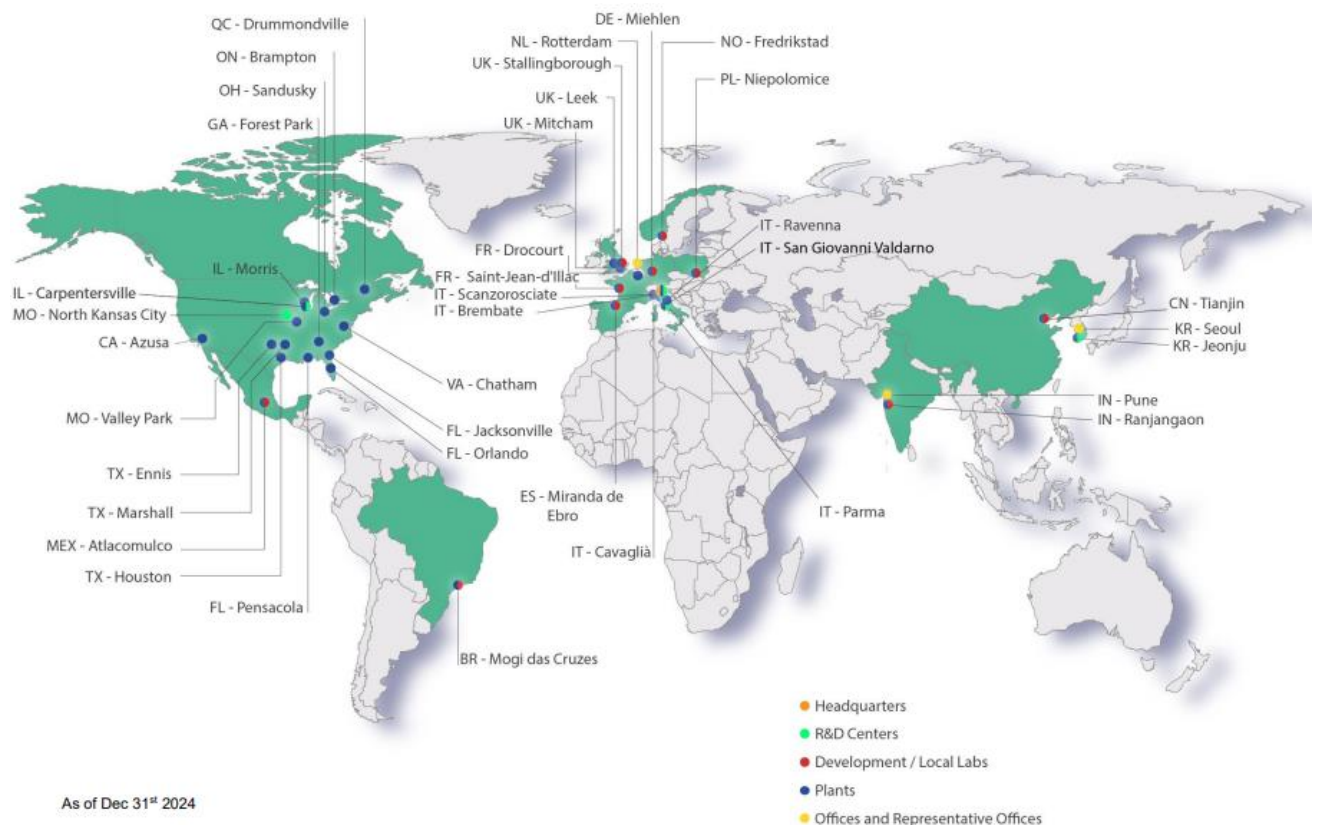 QC - Drummondville
ON - Brampton
OH - Sandusky
GA - Forest Park
IL - Morris
IL - Carpentersville
MO - North Kansas City
CA - Azusa
MO - Valley Park
TX - Ennis
TX - Marshall
MEX - Atlacomulco
TX - Houston
FL - Pensacola
VA - Chatham
FL - Jacksonville
FL - Orlando
BR - Mogi das Cruzes
DE - Miehlen
NL - Rotterdam
UK - Stallingborough
UK - Leek
UK - Mitcham
NO - Fredrikstad
PL- Niepolomice
FR - Drocourt
FR - Saint-Jean-d'Illac
IT - Scanzorosciate
IT - Brembate
IT - Ravenna
IT - San Giovanni Valdarno
ES - Miranda de
Ebro
IT - Cavaglià
IT - Parma
CN - Tianjin
KR - Seoul
KR - Jeonju
IN - Pune
IN - Ranjangaon
Headquarters
R&D Centers
Development / Local Labs
Plants
Offices and Representative Offices
As of Dec 31st 2024